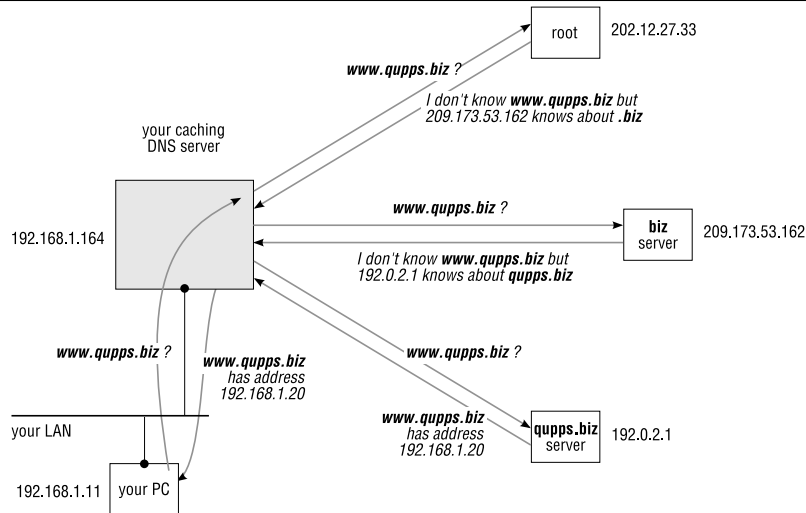 root
202.12.27.33
www.qupps.biz ?
I don't know www.qupps.biz but
209.173.53.162 knows about .biz
your caching
DNS server
www.qupps.biz ?
biz
server
209.173.53.162
192.168.1.164
I don't know www.qupps.biz but
192.0.2.1 knows about qupps.biz
www.qupps.biz ?
www.qupps.biz
has address
192.168.1.20
www.qupps.biz ?
www.qupps.biz
has address
192.168.1.20
qupps.biz
server
192.0.2.1
your LAN
192.168.1.11
your PC